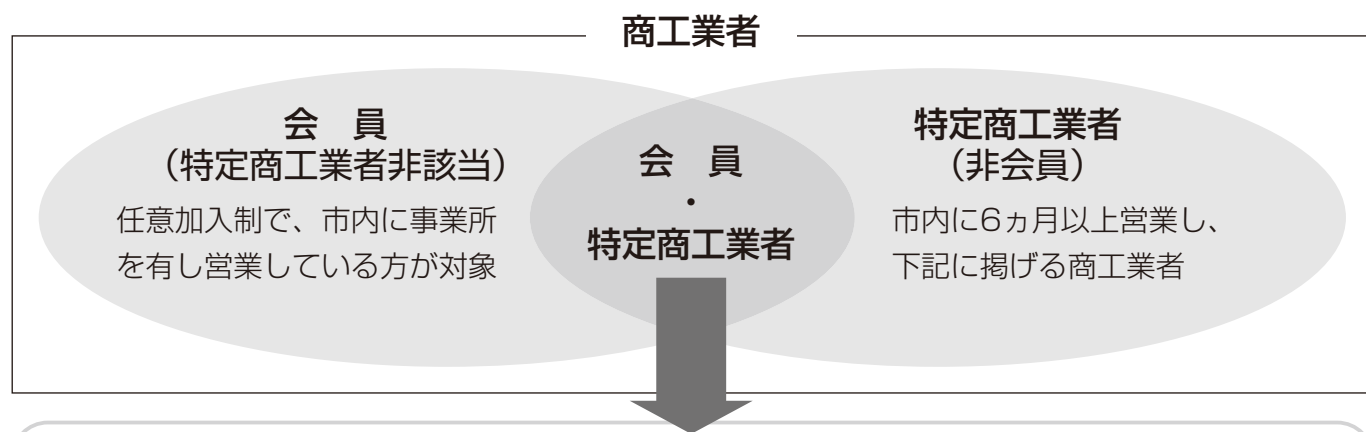 商工業者
会　員
（特定商工業者非該当）
任意加入制で、市内に事業所
を有し営業している方が対象
会　員
・
特定商工業者
特定商工業者
（非会員）
市内に6ヵ月以上営業し、
下記に掲げる商工業者